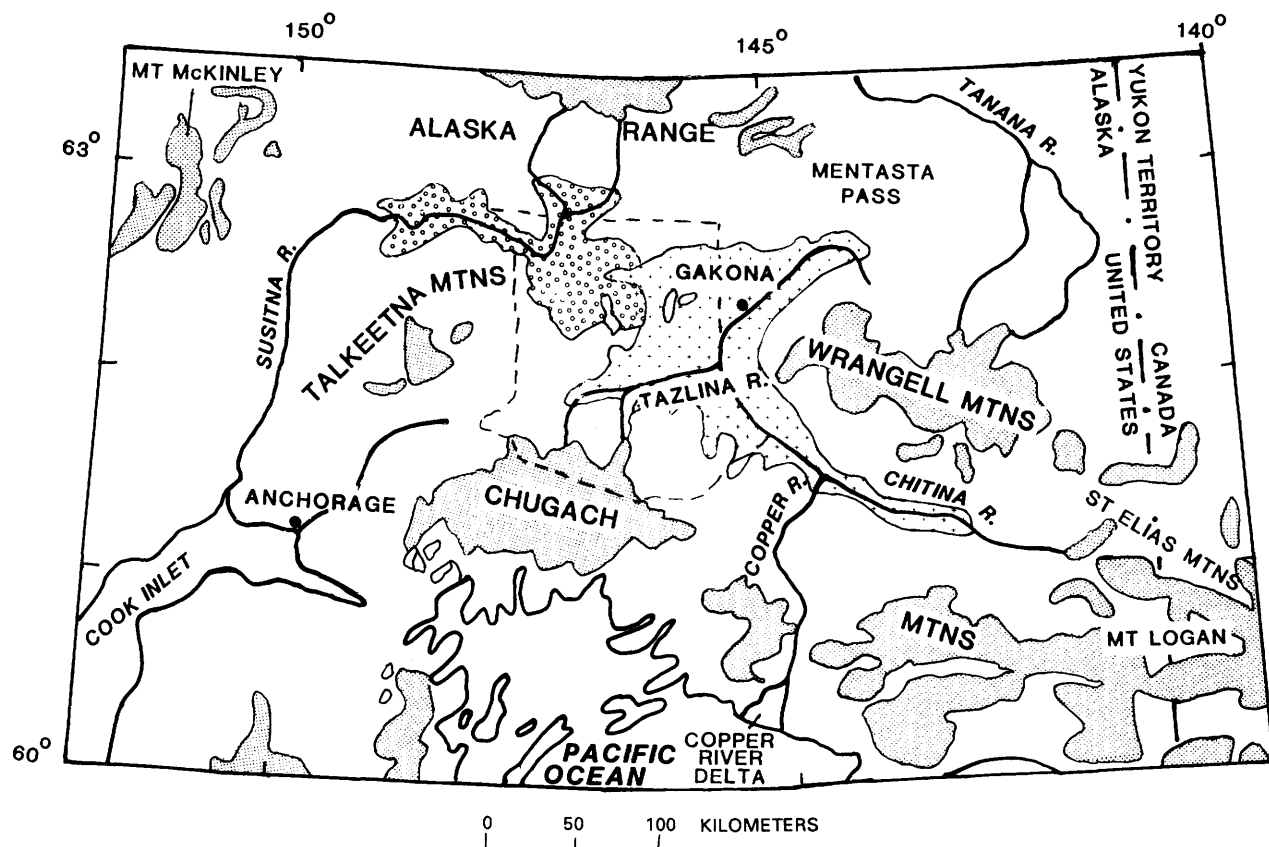 150°
145°
140°
MT McKINLEY
63°
ALASKA RANGE
TANANA R.
YUKON TERRITORY
ALASKA
MENTASTA
PASS
SUSITNA R.
TALKEETNA MTNS
GAKONA
UNITED STATES
CANADA
WRANGELL MTNS
TAZLINA R.
ANCHORAGE
CHUGACH
COPPER R.
CHITINA R.
ST ELIAS MTNS
COOK INLET
MTNS
MT LOGAN
60°
PACIFIC
OCEAN
COPPER
RIVER
DELTA
0 50 100 KILOMETERS